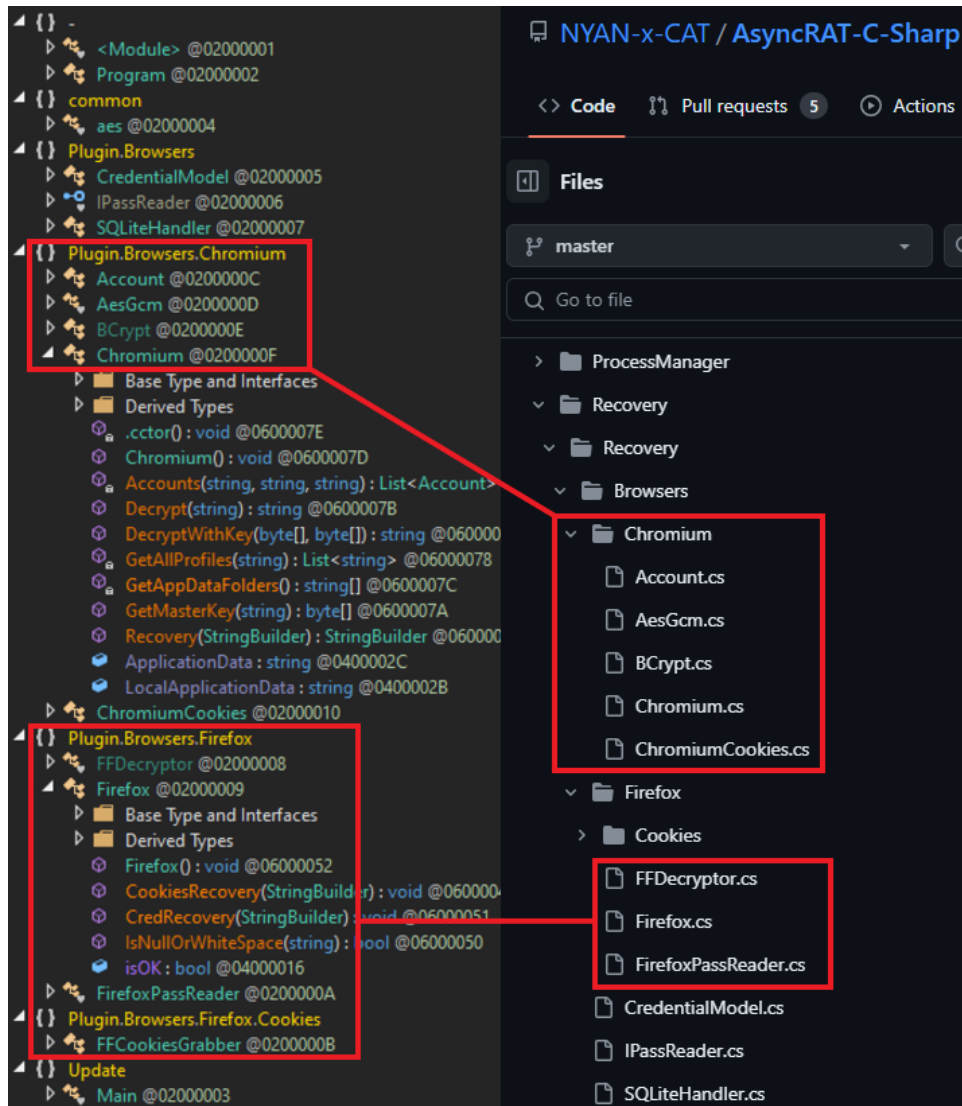 { } -
<Module> @02000001
Program @02000002
{ } common
aes @02000004
{ } Plugin.Browsers
CredentialModel @02000005
IPassReader @02000006
SQLiteHandler @02000007
{ } Plugin.Browsers.Chromium
Account @0200000C
AesGcm @0200000D
BCrypt @0200000E
Chromium @0200000F
Base Type and Interfaces
Derived Types
.cctor() : void @0600007E
Chromium() : void @0600007D
Accounts(string, string, string) : List<Account>
Decrypt(string) : string @0600007B
DecryptWithKey(byte[], byte[]) : string @060000
GetAllProfiles(string) : List<string> @06000078
GetAppDataFolders() : string[] @0600007C
GetMasterKey(string) : byte[] @0600007A
Recovery(StringBuilder) : StringBuilder @060000
ApplicationData : string @0400002C
LocalApplicationData : string @0400002B
ChromiumCookies @02000010
{ } Plugin.Browsers.Firefox
FFDecryptor @02000008
Firefox @02000009
Base Type and Interfaces
Derived Types
Firefox() : void @06000052
CookiesRecovery(StringBuilder) : void @060000
CredRecovery(StringBuilder) : void @06000051
IsNullOrWhiteSpace(string) : bool @06000050
isOK : bool @04000016
FirefoxPassReader @0200000A
{ } Plugin.Browsers.Firefox.Cookies
FFCookiesGrabber @0200000B
{ } Update
Main @02000003
NYAN-x-CAT / AsyncRAT-C-Sharp
<> Code Pull requests 5 Actions
Files
master
Go to file
ProcessManager
Recovery
Recovery
Browsers
Chromium
Account.cs
AesGcm.cs
BCrypt.cs
Chromium.cs
ChromiumCookies.cs
Firefox
Cookies
FFDecryptor.cs
Firefox.cs
FirefoxPassReader.cs
CredentialModel.cs
IPassReader.cs
SQLiteHandler.cs